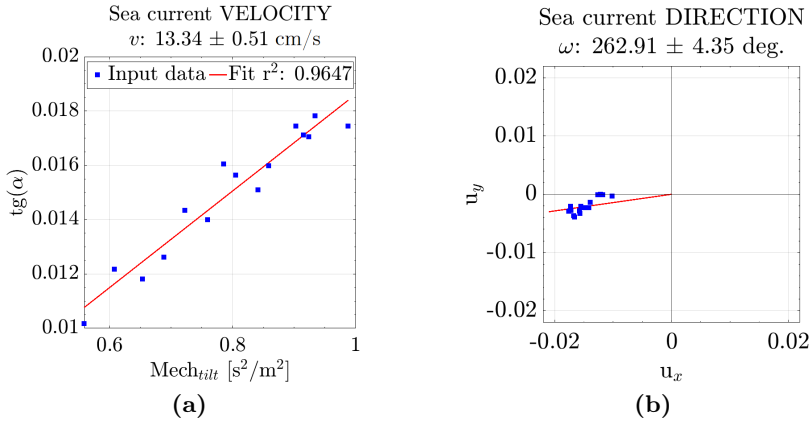 Sea current VELOCITY
v: 13.34 ± 0.51 cm/s
Input data Fit r²: 0.9647
0.02
0.018
0.016
0.014
0.012
0.01
tg(α)
0.6 0.8 1
Mech_tilt [s²/m²]
(a)
Sea current DIRECTION
ω: 262.91 ± 4.35 deg.
0.02
0.01
0
-0.01
-0.02
u_y
-0.02 0 0.02
u_x
(b)